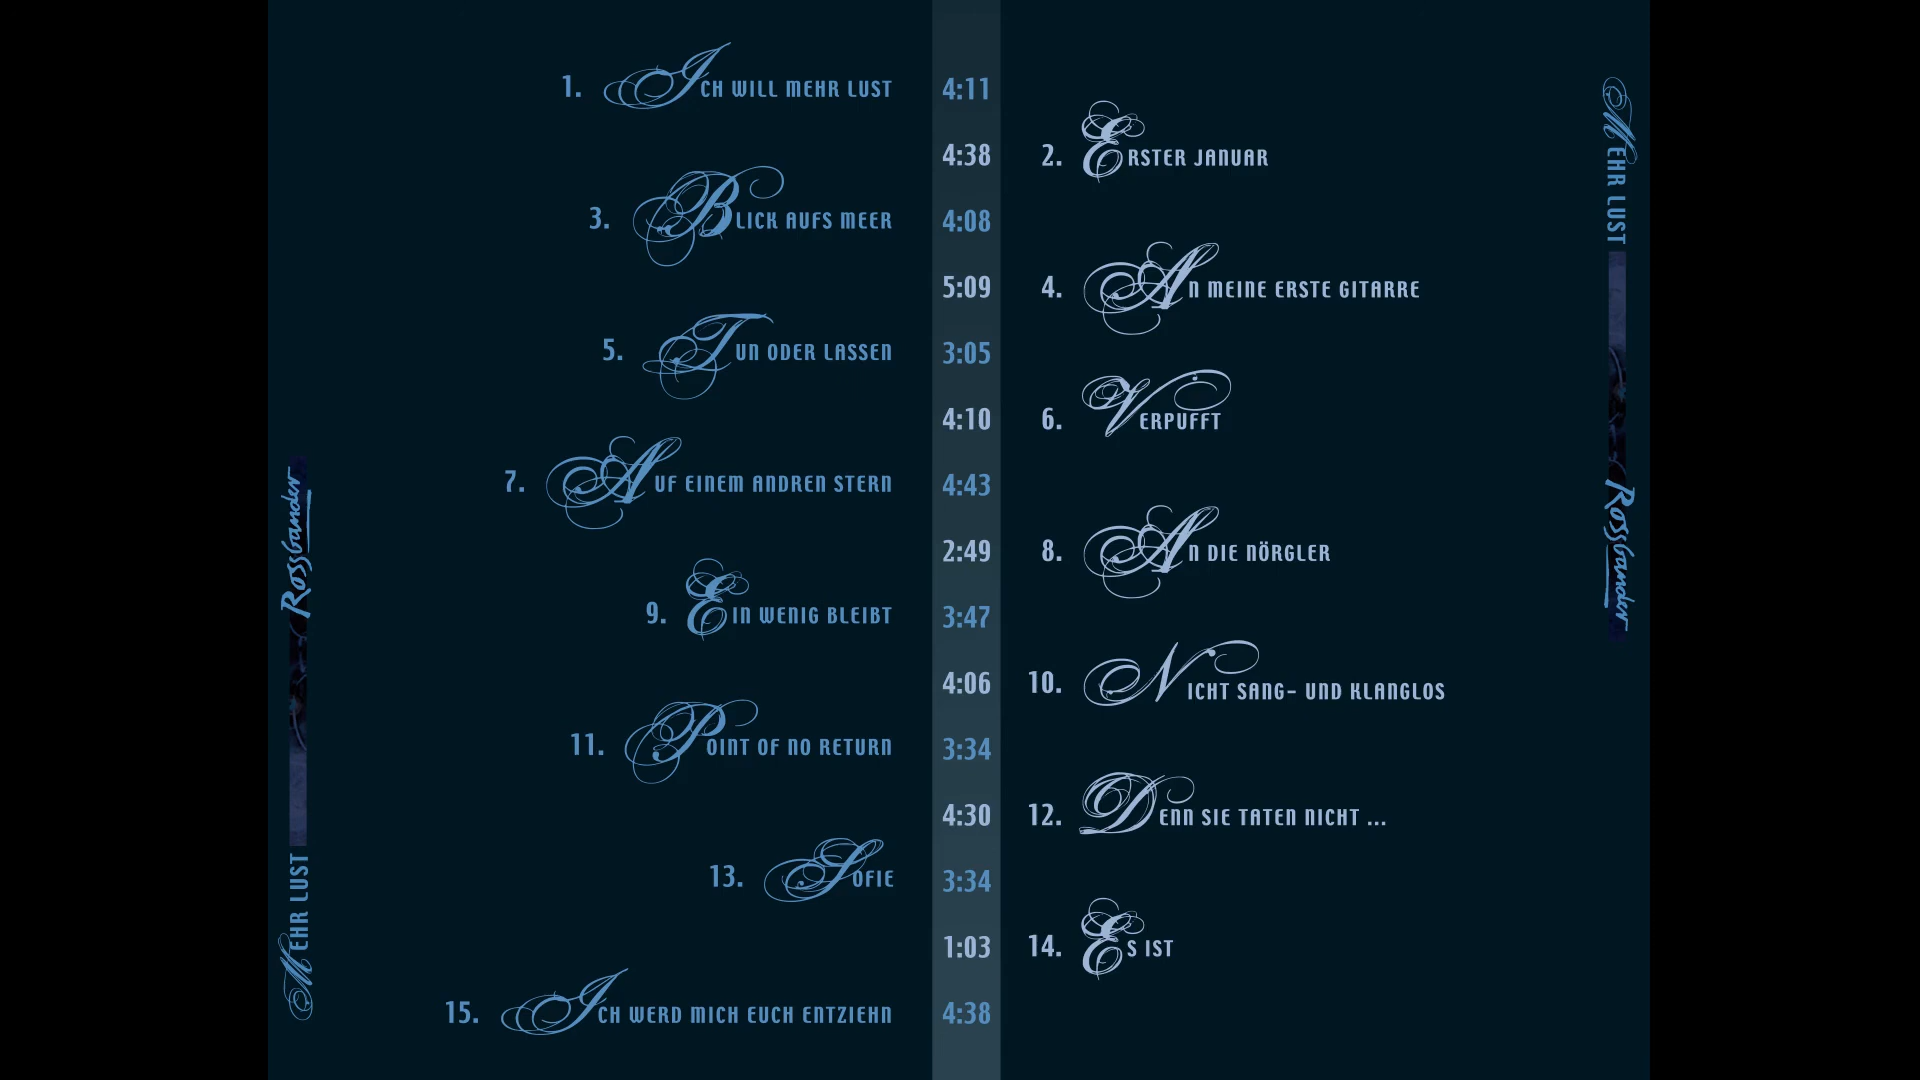 1. Ich will mehr Lust 4:11
4:38 2. Erster Januar
3. Blick aufs Meer 4:08
5:09 4. An meine erste Gitarre
5. Tun oder lassen 3:05
4:10 6. Verpufft
7. Auf einem andren Stern 4:43
2:49 8. An die Nörgler
9. Ein wenig bleibt 3:47
4:06 10. Nicht sang- und klanglos
11. Point of no return 3:34
4:30 12. Denn sie taten nicht ...
13. Sofie 3:34
1:03 14. Es ist
15. Ich werd mich euch entziehn 4:38
Mehr Lust Rossbander
Mehr Lust Rossbander